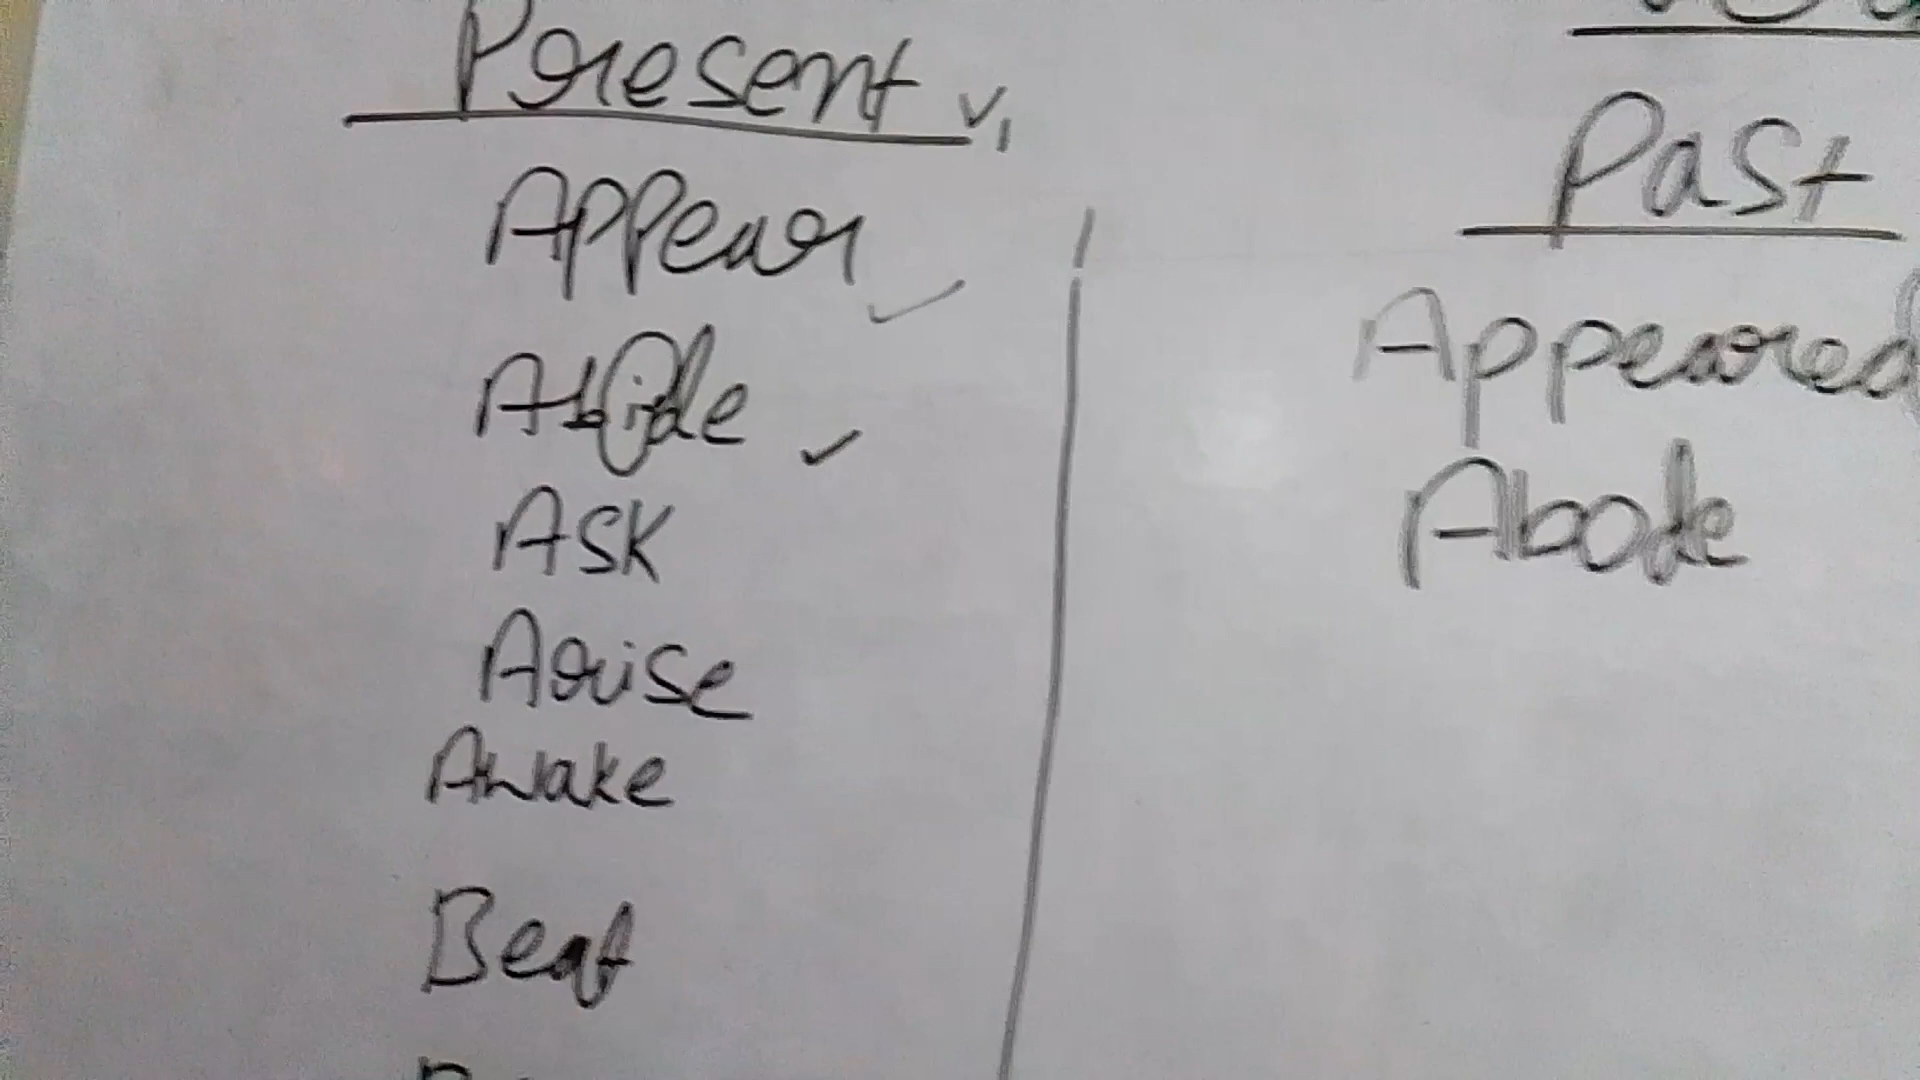 Present V1
Past
Appear
Appeared
Abide
Abode
ASK
Arise
Awake
Beat